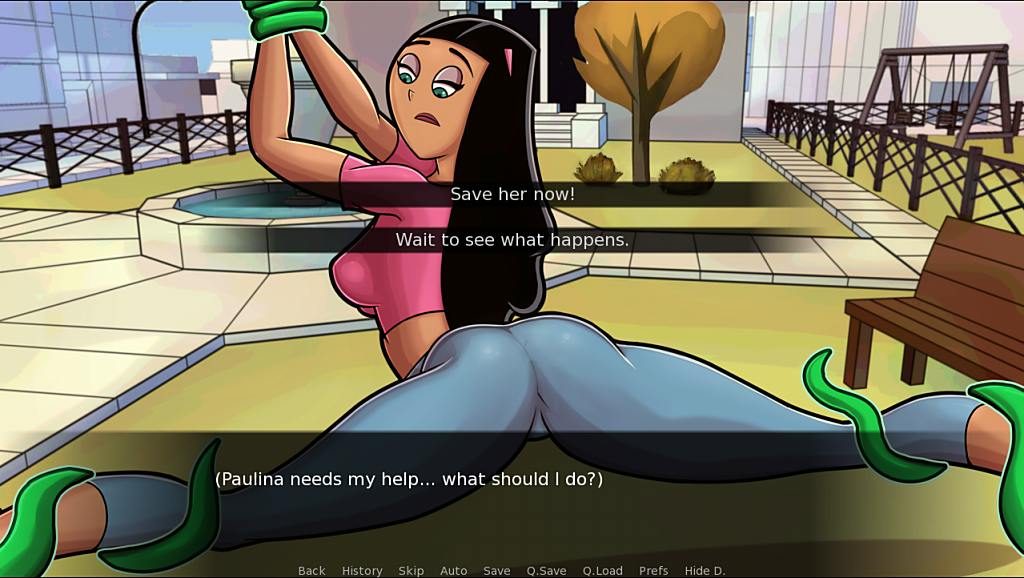 Save her now!
Wait to see what happens.
(Paulina needs my help... what should I do?)
Back History Skip Auto Save Q.Save Q.Load Prefs Hide D.